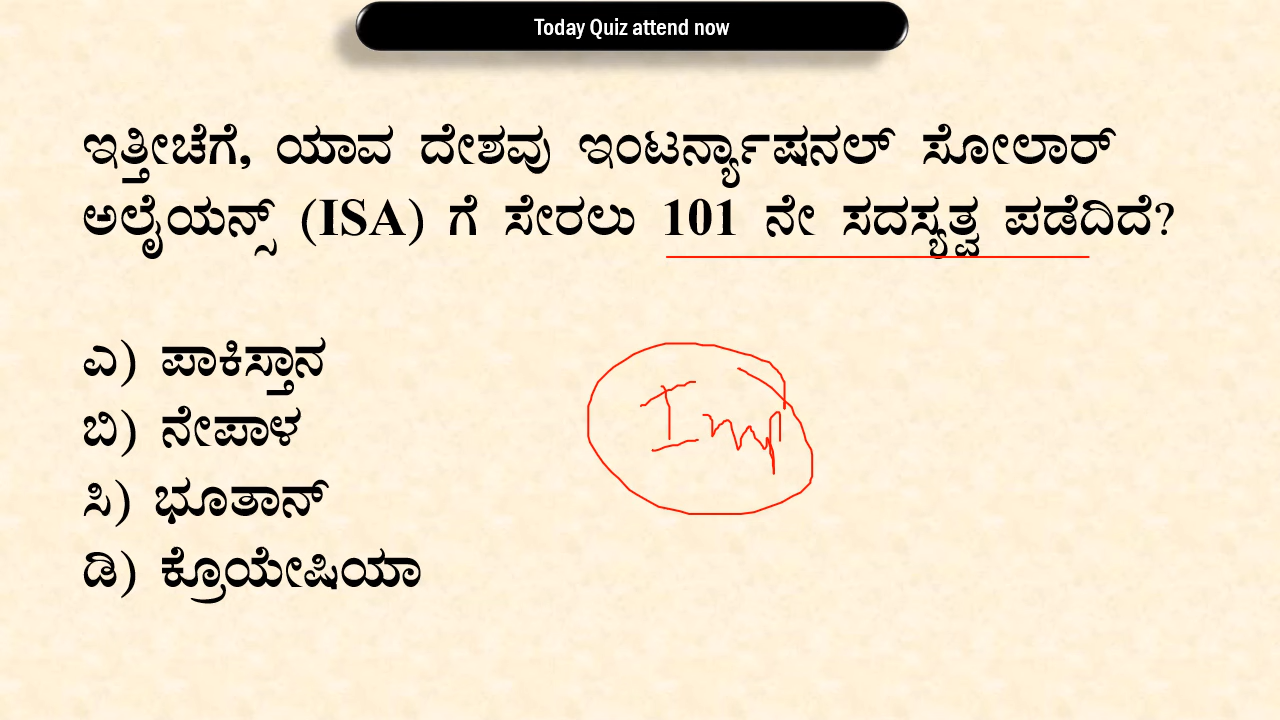 Today Quiz attend now
ಇತ್ತೀಚೆಗೆ, ಯಾವ ದೇಶವು ಇಂಟರ್ನ್ಯಾಷನಲ್ ಸೋಲಾರ್
ಅಲೈಯನ್ಸ್ (ISA) ಗೆ ಸೇರಲು 101 ನೇ ಸದಸ್ಯತ್ವ ಪಡೆದಿದೆ?
ಎ) ಪಾಕಿಸ್ತಾನ
ಬಿ) ನೇಪಾಳ
Imp
ಸಿ) ಭೂತಾನ್
ಡಿ) ಕ್ರೊಯೇಷಿಯಾ